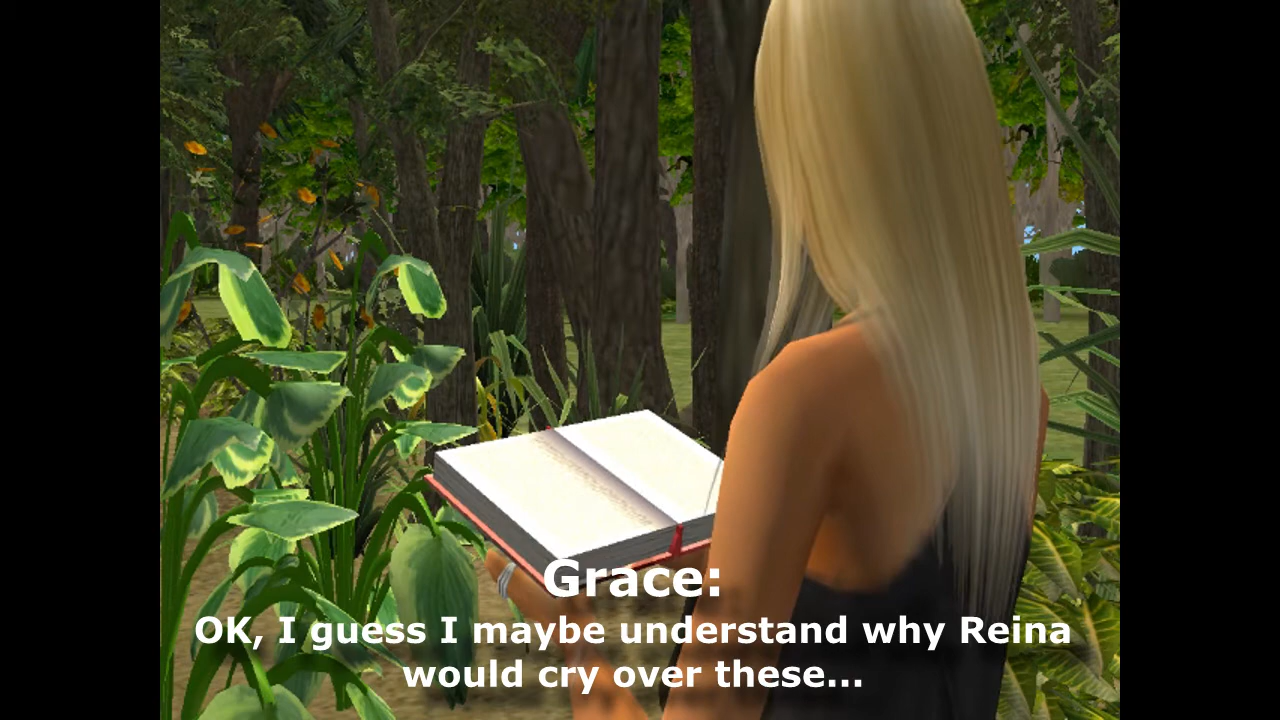 Grace:
OK, I guess I maybe understand why Reina
would cry over these...